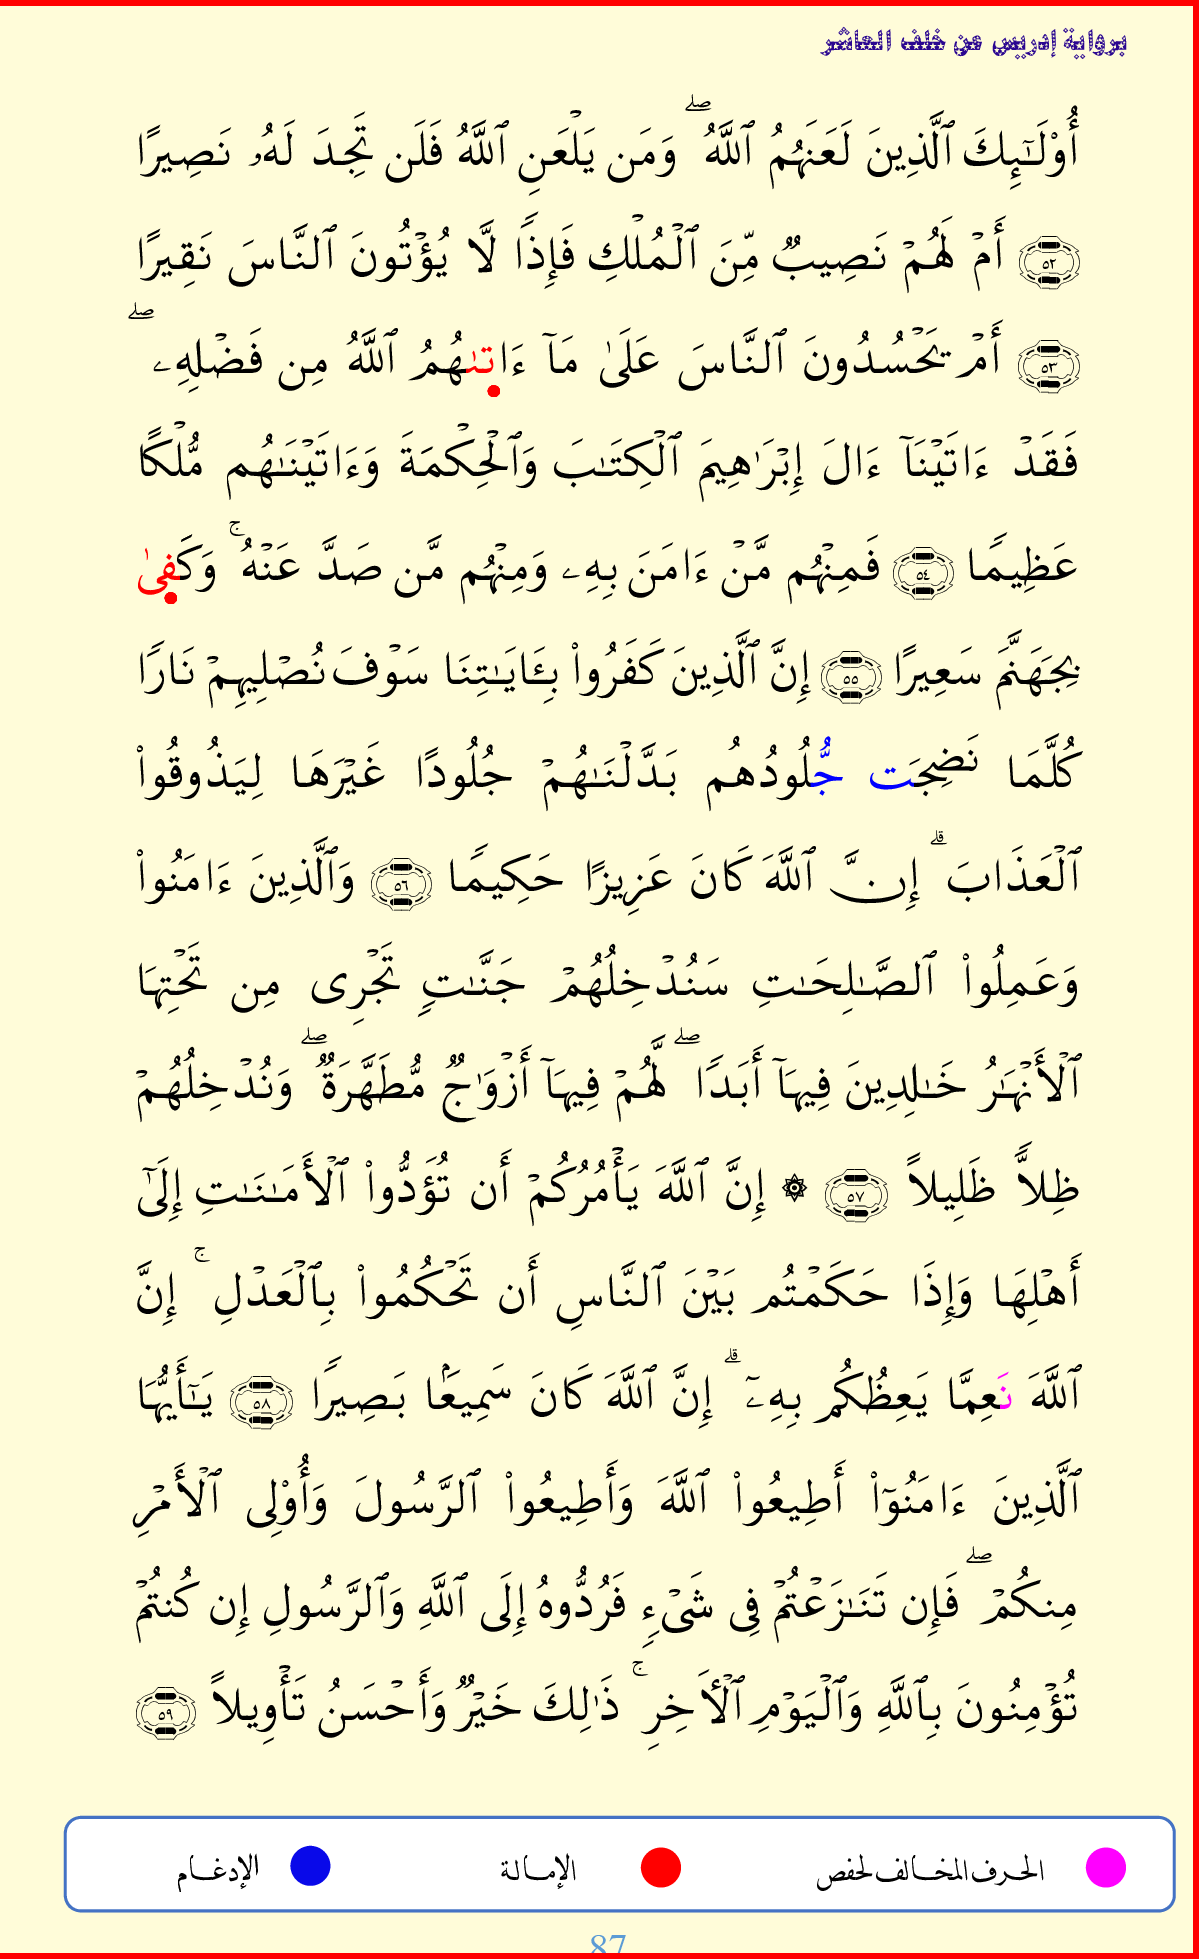 برواية إدريس عن خلف العاشر
أُوْلَٰٓئِكَ ٱلَّذِينَ لَعَنَهُمُ ٱللَّهُۖ وَمَن يَلْعَنِ ٱللَّهُ فَلَن تَجِدَ لَهُۥ نَصِيرًا
٥٢ أَمْ لَهُمْ نَصِيبٌ مِّنَ ٱلْمُلْكِ فَإِذًا لَّا يُؤْتُونَ ٱلنَّاسَ نَقِيرًا
٥٣ أَمْ يَحْسُدُونَ ٱلنَّاسَ عَلَىٰ مَآ ءَاتَىٰهُمُ ٱللَّهُ مِن فَضْلِهِۦۖ
فَقَدْ ءَاتَيْنَآ ءَالَ إِبْرَٰهِيمَ ٱلْكِتَٰبَ وَٱلْحِكْمَةَ وَءَاتَيْنَٰهُم مُّلْكًا
عَظِيمًا ٥٤ فَمِنْهُم مَّنْ ءَامَنَ بِهِۦ وَمِنْهُم مَّن صَدَّ عَنْهُۚ وَكَفِىٰ
بِجَهَنَّمَ سَعِيرًا ٥٥ إِنَّ ٱلَّذِينَ كَفَرُواْ بِـَٔايَٰتِنَا سَوْفَ نُصْلِيهِمْ نَارًا
كُلَّمَا نَضِجَت جُّلُودُهُم بَدَّلْنَٰهُمْ جُلُودًا غَيْرَهَا لِيَذُوقُواْ
ٱلْعَذَابَۗ إِنَّ ٱللَّهَ كَانَ عَزِيزًا حَكِيمًا ٥٦ وَٱلَّذِينَ ءَامَنُواْ
وَعَمِلُواْ ٱلصَّٰلِحَٰتِ سَنُدْخِلُهُمْ جَنَّٰتٍ تَجْرِى مِن تَحْتِهَا
ٱلْأَنْهَٰرُ خَٰلِدِينَ فِيهَآ أَبَدًاۖ لَّهُمْ فِيهَآ أَزْوَٰجٌ مُّطَهَّرَةٌۖ وَنُدْخِلُهُمْ
ظِلاًّ ظَلِيلاً ٥٧ ۞ إِنَّ ٱللَّهَ يَأْمُرُكُمْ أَن تُؤَدُّواْ ٱلْأَمَٰنَٰتِ إِلَىٰٓ
أَهْلِهَا وَإِذَا حَكَمْتُم بَيْنَ ٱلنَّاسِ أَن تَحْكُمُواْ بِٱلْعَدْلِۚ إِنَّ
ٱللَّهَ نَعِمَّا يَعِظُكُم بِهِۦٓۗ إِنَّ ٱللَّهَ كَانَ سَمِيعَۢا بَصِيرًا ٥٨ يَٰٓأَيُّهَا
ٱلَّذِينَ ءَامَنُوٓاْ أَطِيعُواْ ٱللَّهَ وَأَطِيعُواْ ٱلرَّسُولَ وَأُوْلِى ٱلْأَمْرِ
مِنكُمْۖ فَإِن تَنَٰزَعْتُمْ فِى شَىْءٍ فَرُدُّوهُ إِلَى ٱللَّهِ وَٱلرَّسُولِ إِن كُنتُمْ
تُؤْمِنُونَ بِٱللَّهِ وَٱلْيَوْمِ ٱلْأَخِرِۚ ذَٰلِكَ خَيْرٌ وَأَحْسَنُ تَأْوِيلاً ٥٩
الحرف المخالف لحفص الإمالة الإدغام
87